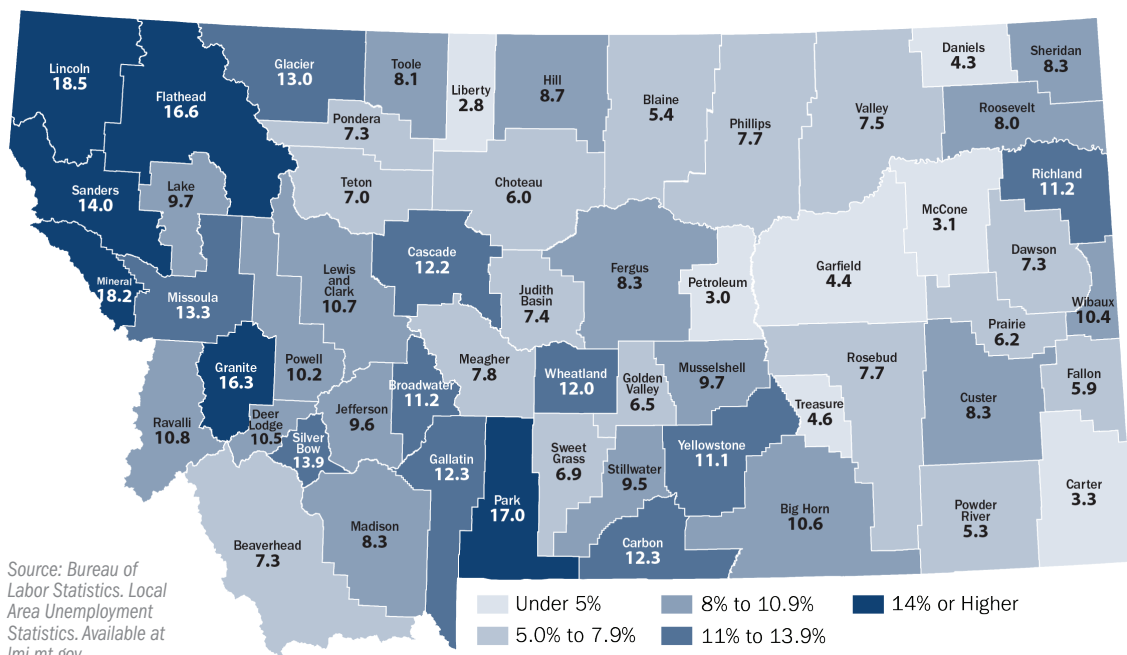 Lincoln
18.5
Flathead
16.6
Glacier
13.0
Toole
8.1
Liberty
2.8
Hill
8.7
Blaine
5.4
Phillips
7.7
Valley
7.5
Daniels
4.3
Sheridan
8.3
Roosevelt
8.0
Pondera
7.3
Teton
7.0
Choteau
6.0
Sanders
14.0
Lake
9.7
Richland
11.2
McCone
3.1
Dawson
7.3
Wibaux
10.4
Garfield
4.4
Petroleum
3.0
Fergus
8.3
Judith
Basin
7.4
Cascade
12.2
Lewis
and
Clark
10.7
Mineral
18.2
Missoula
13.3
Prairie
6.2
Fallon
5.9
Custer
8.3
Rosebud
7.7
Treasure
4.6
Musselshell
9.7
Golden
Valley
6.5
Wheatland
12.0
Meagher
7.8
Broadwater
11.2
Powell
10.2
Granite
16.3
Ravalli
10.8
Deer
Lodge
10.5
Silver
Bow
13.9
Jefferson
9.6
Gallatin
12.3
Park
17.0
Sweet
Grass
6.9
Stillwater
9.5
Yellowstone
11.1
Big Horn
10.6
Powder
River
5.3
Carter
3.3
Carbon
12.3
Madison
8.3
Beaverhead
7.3
Source: Bureau of
Labor Statistics. Local
Area Unemployment
Statistics. Available at
lmi.mt.gov
Under 5%
5.0% to 7.9%
8% to 10.9%
11% to 13.9%
14% or Higher